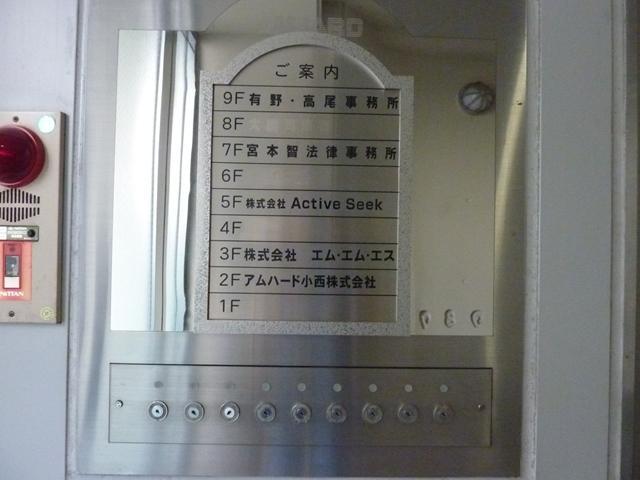 ご案内
9F 有野・高尾事務所
8F
7F 宮本智法律事務所
6F
5F 株式会社 Active Seek
4F
3F 株式会社 エム・エム・エス
2F アムハード小西株式会社
1F
NITTAN